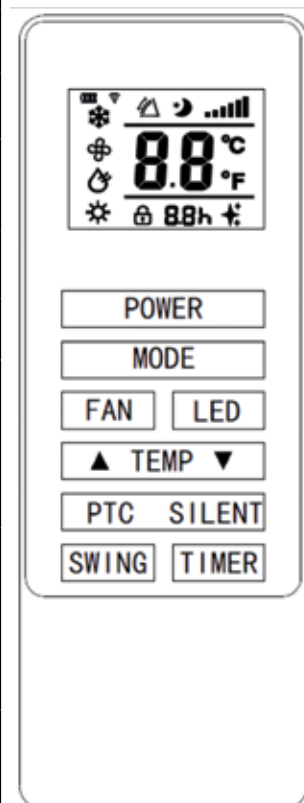 8.8 °C
°F
8.8h
POWER
MODE
FAN LED
▲ TEMP ▼
PTC SILENT
SWING TIMER